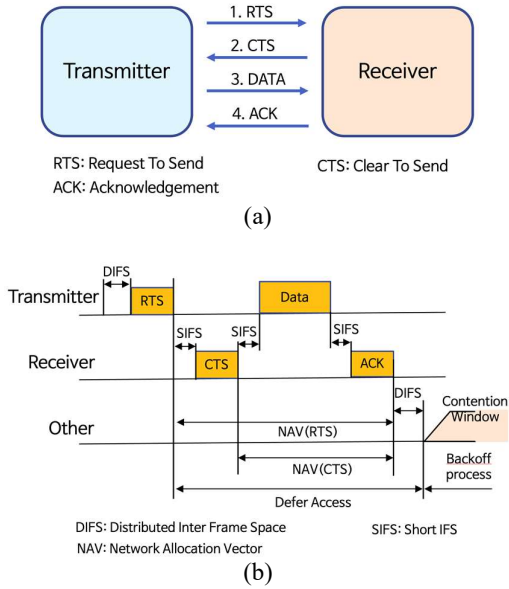 1. RTS
2. CTS
3. DATA
4. ACK
Transmitter
Receiver
RTS: Request To Send
CTS: Clear To Send
ACK: Acknowledgement
(a)
DIFS
Transmitter
RTS
Data
SIFS
SIFS
SIFS
Receiver
CTS
ACK
DIFS
Contention
Window
Other
NAV(RTS)
NAV(CTS)
Backoff
process
Defer Access
DIFS: Distributed Inter Frame Space
SIFS: Short IFS
NAV: Network Allocation Vector
(b)